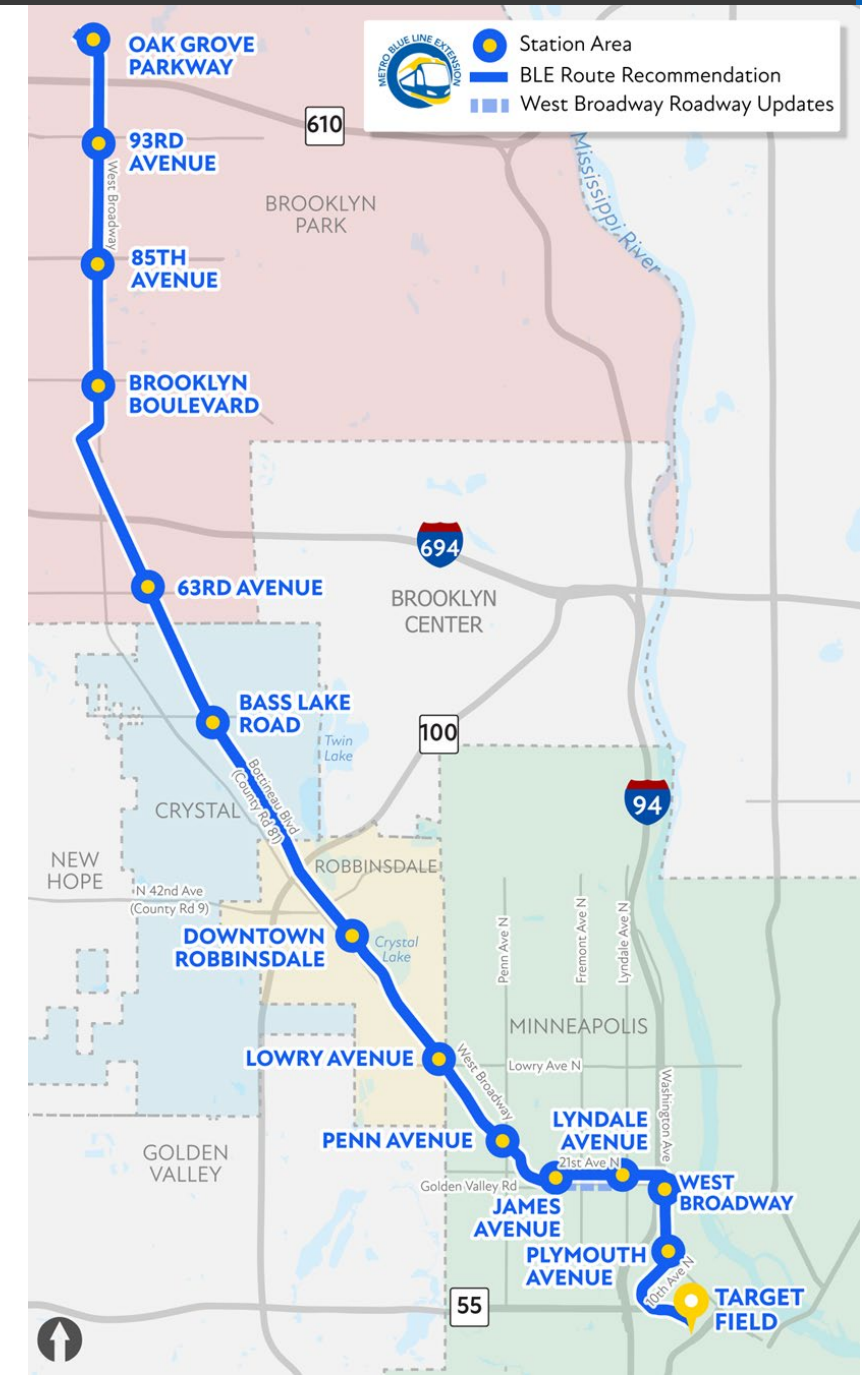 METRO BLUE LINE EXTENSION
Station Area
BLE Route Recommendation
West Broadway Roadway Updates
OAK GROVE
PARKWAY
610
Mississippi River
93RD
AVENUE
West Broadway
BROOKLYN
PARK
85TH
AVENUE
BROOKLYN
BOULEVARD
694
63RD AVENUE
BROOKLYN
CENTER
BASS LAKE
ROAD
Twin
Lake
100
Bottineau Blvd
(County Rd 81)
94
CRYSTAL
NEW
HOPE
ROBBINSDALE
N 42nd Ave
(County Rd 9)
DOWNTOWN
ROBBINSDALE
Crystal
Lake
Penn Ave N
Fremont Ave N
Lyndale Ave N
MINNEAPOLIS
LOWRY AVENUE
West Broadway
Lowry Ave N
Washington Ave
PENN AVENUE
LYNDALE
AVENUE
21st Ave N
GOLDEN
VALLEY
Golden Valley Rd
JAMES
AVENUE
WEST
BROADWAY
PLYMOUTH
AVENUE
10th Ave N
55
TARGET
FIELD